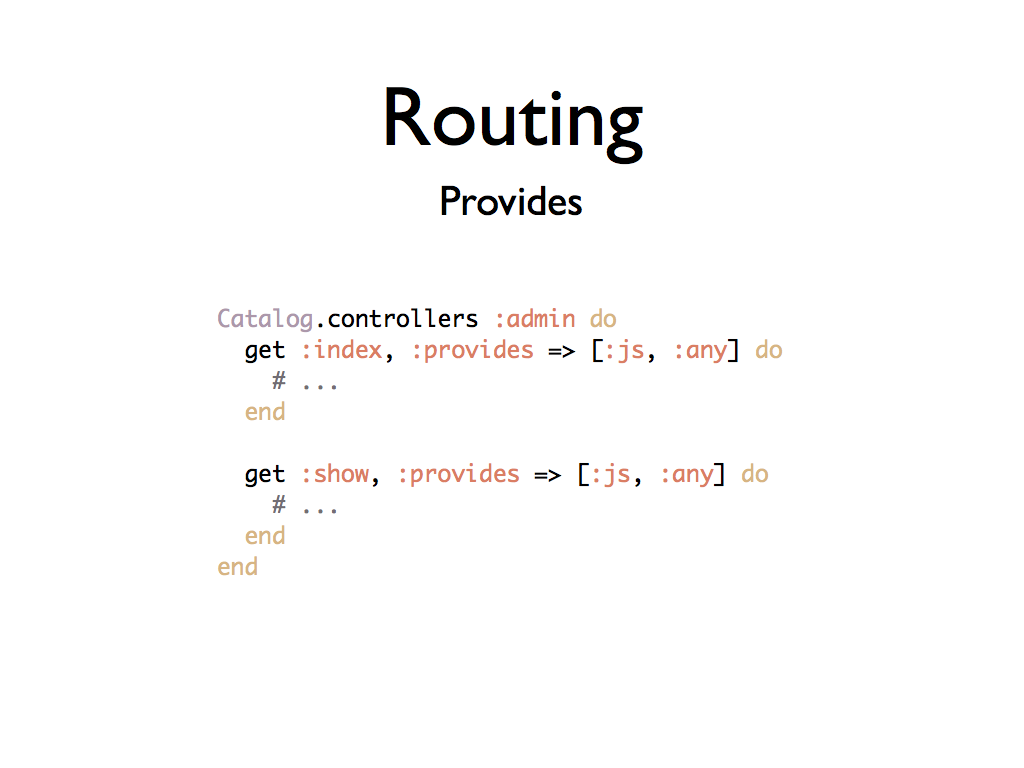 Routing
Provides
Catalog.controllers :admin do
  get :index, :provides => [:js, :any] do
    # ...
  end
  get :show, :provides => [:js, :any] do
    # ...
  end
end